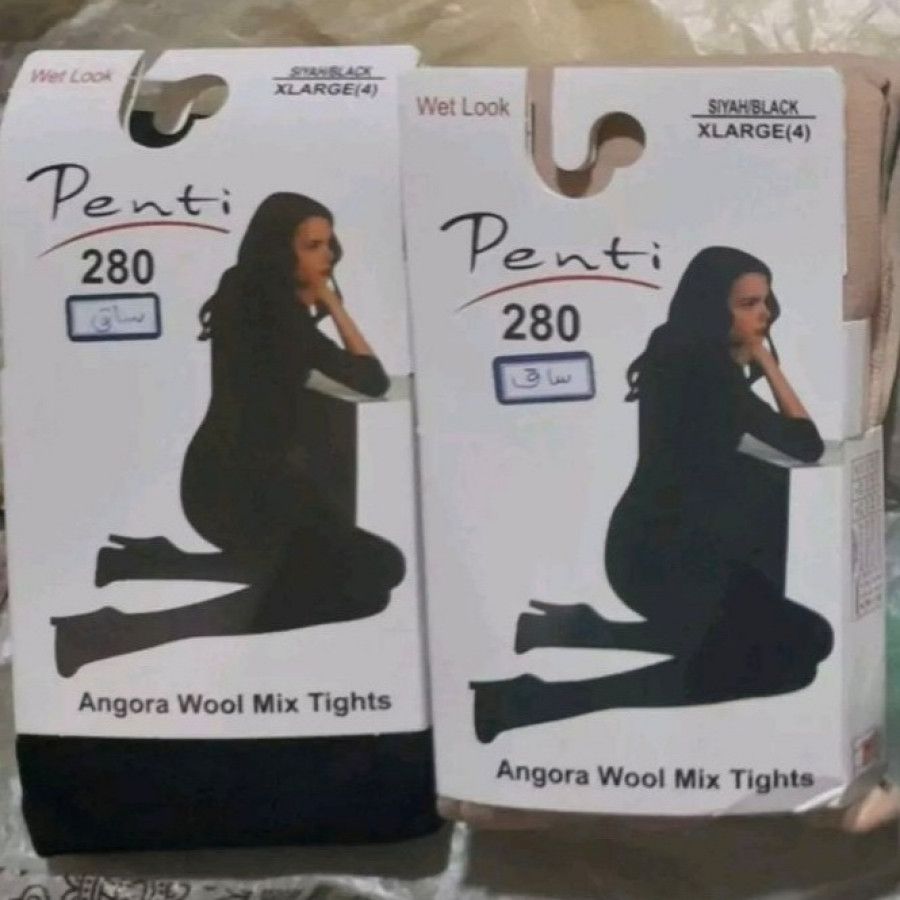 Wet Look
SIYAH/BLACK
XLARGE(4)
Penti
280
ساق
Angora Wool Mix Tights
Wet Look
SIYAH/BLACK
XLARGE(4)
Penti
280
ساق
Angora Wool Mix Tights